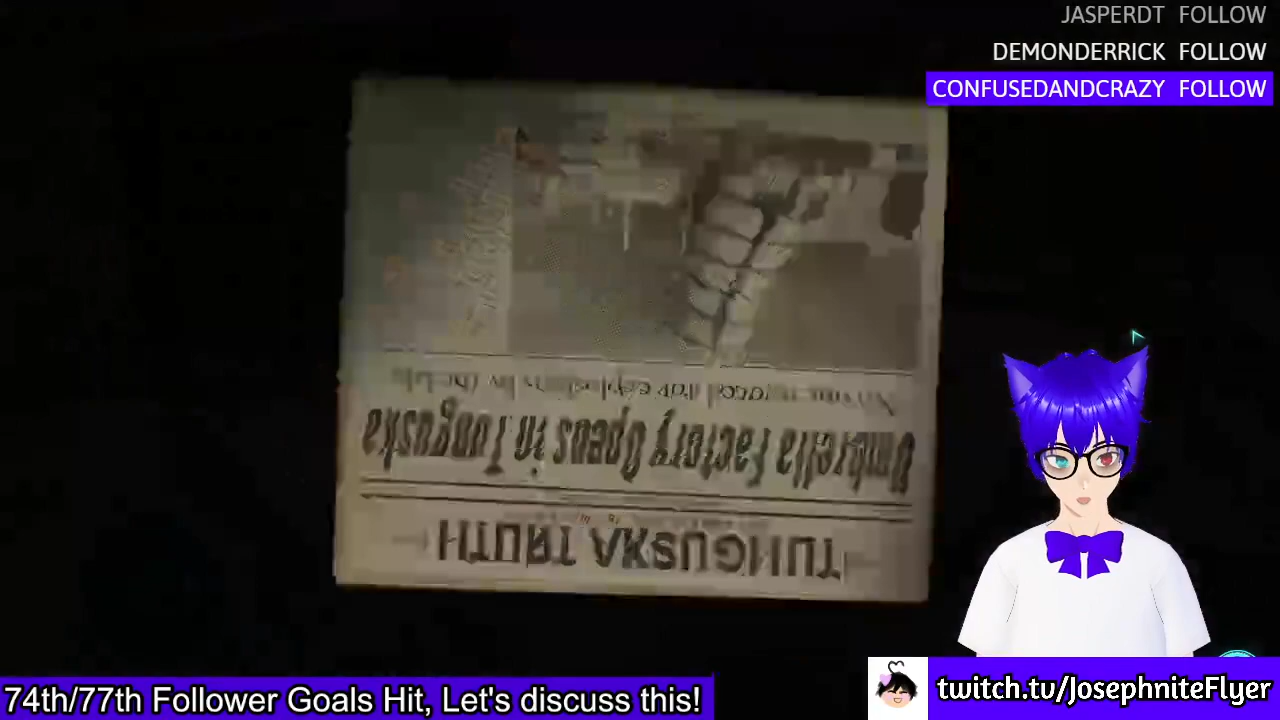 JASPERDT FOLLOW
DEMONDERRICK FOLLOW
CONFUSEDANDCRAZY FOLLOW
TUNGUSKA TRUTH
Umbrella Factory Opens in Tunguska
74th/77th Follower Goals Hit, Let's discuss this!
twitch.tv/JosephniteFlyer